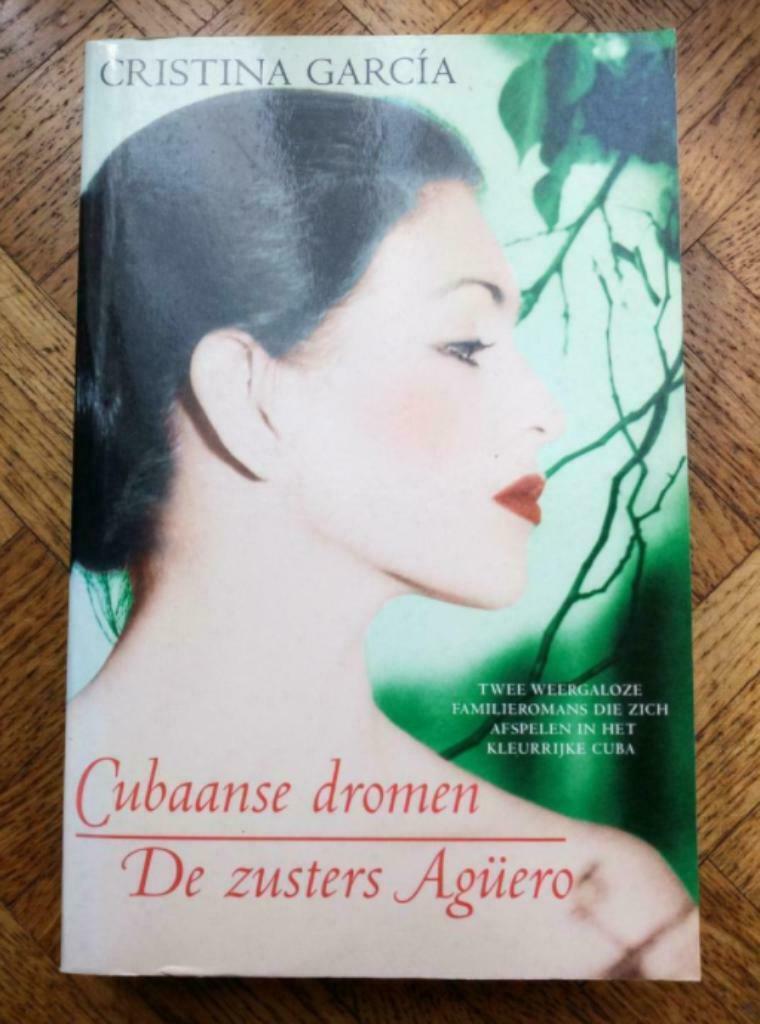 CRISTINA GARCÍA
TWEE WEERGALOZE
FAMILIEROMANS DIE ZICH
AFSPELEN IN HET
KLEURRIJKE CUBA
Cubaanse dromen
De zusters Agüero